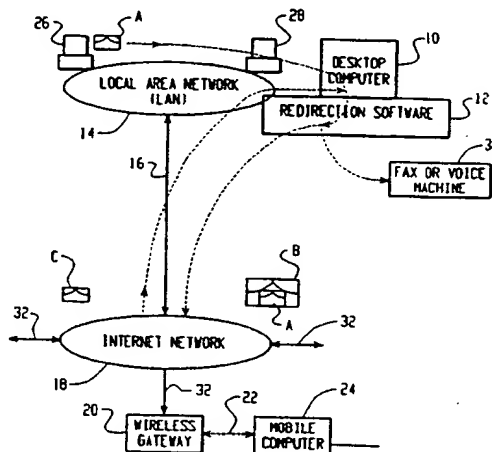 26
A
28
10
DESKTOP
COMPUTER
LOCAL AREA NETWORK
(LAN)
REDIRECTION SOFTWARE
12
14
16
3
FAX OR VOICE
MACHINE
C
B
A
32
32
INTERNET NETWORK
18
32
20
WIRELESS
GATEWAY
22
24
MOBILE
COMPUTER